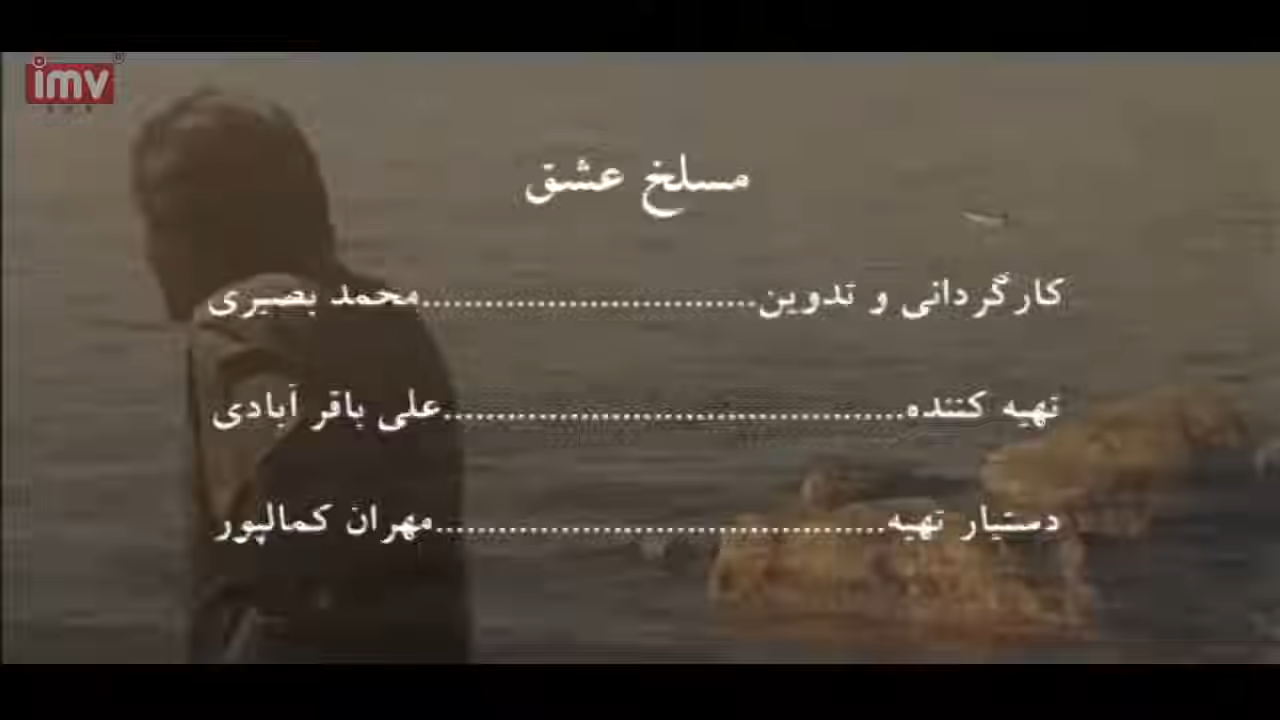 imv
مسلخ عشق
کارگردانی و تدوین..............................محمد بصیری
تهیه کننده..........................................علی باقر آبادی
دستیار تهیه.........................................مهران کمالپور